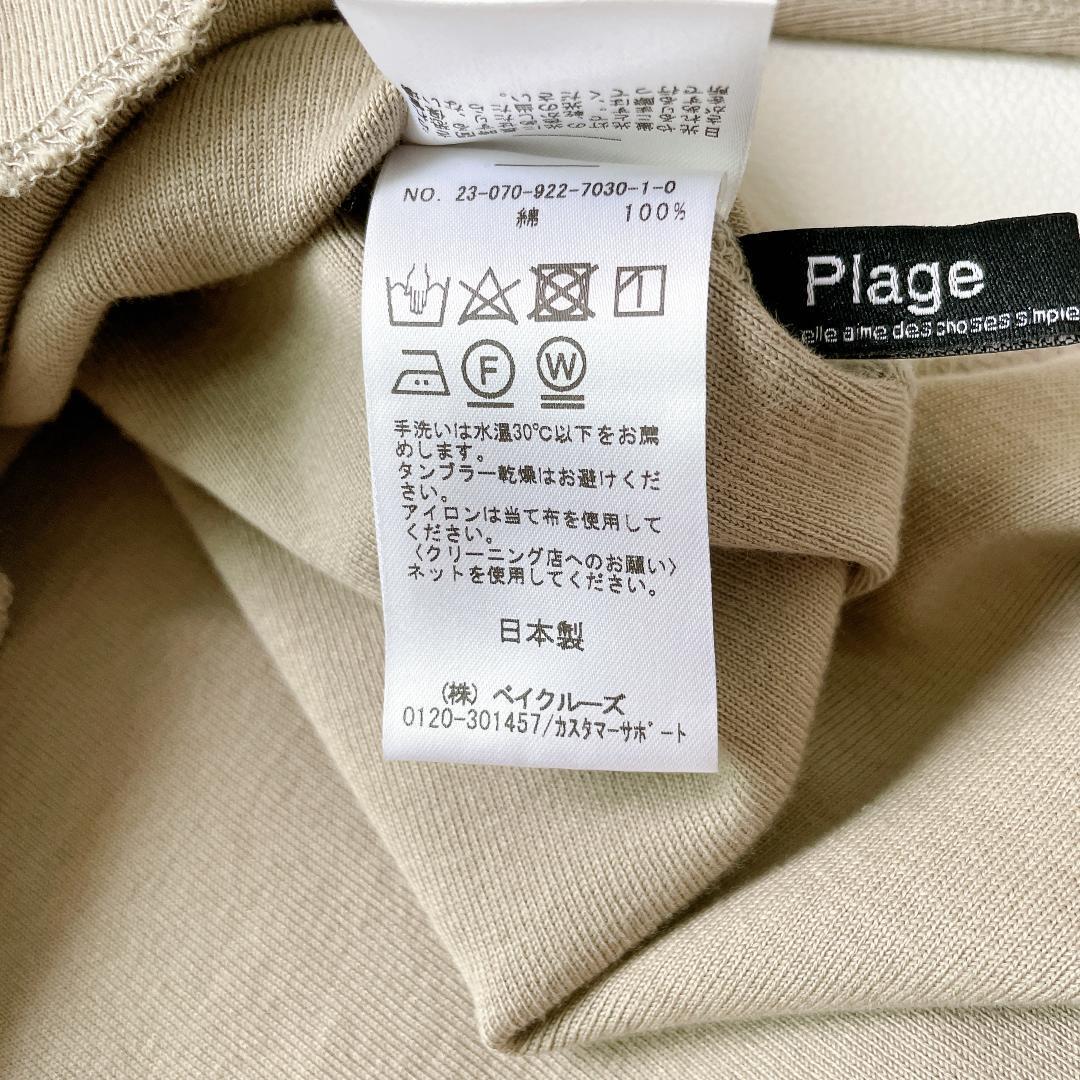 NO. 23-070-922-7030-1-0
綿 100%
F W
手洗いは水温30℃以下をお薦
めします。
タンブラー乾燥はお避けくだ
さい。
アイロンは当て布を使用して
ください。
〈クリーニング店へのお願い〉
ネットを使用してください。
日本製
(株) ベイクルーズ
0120-301457/カスタマーサポート
Plage
elle aime des choses simple